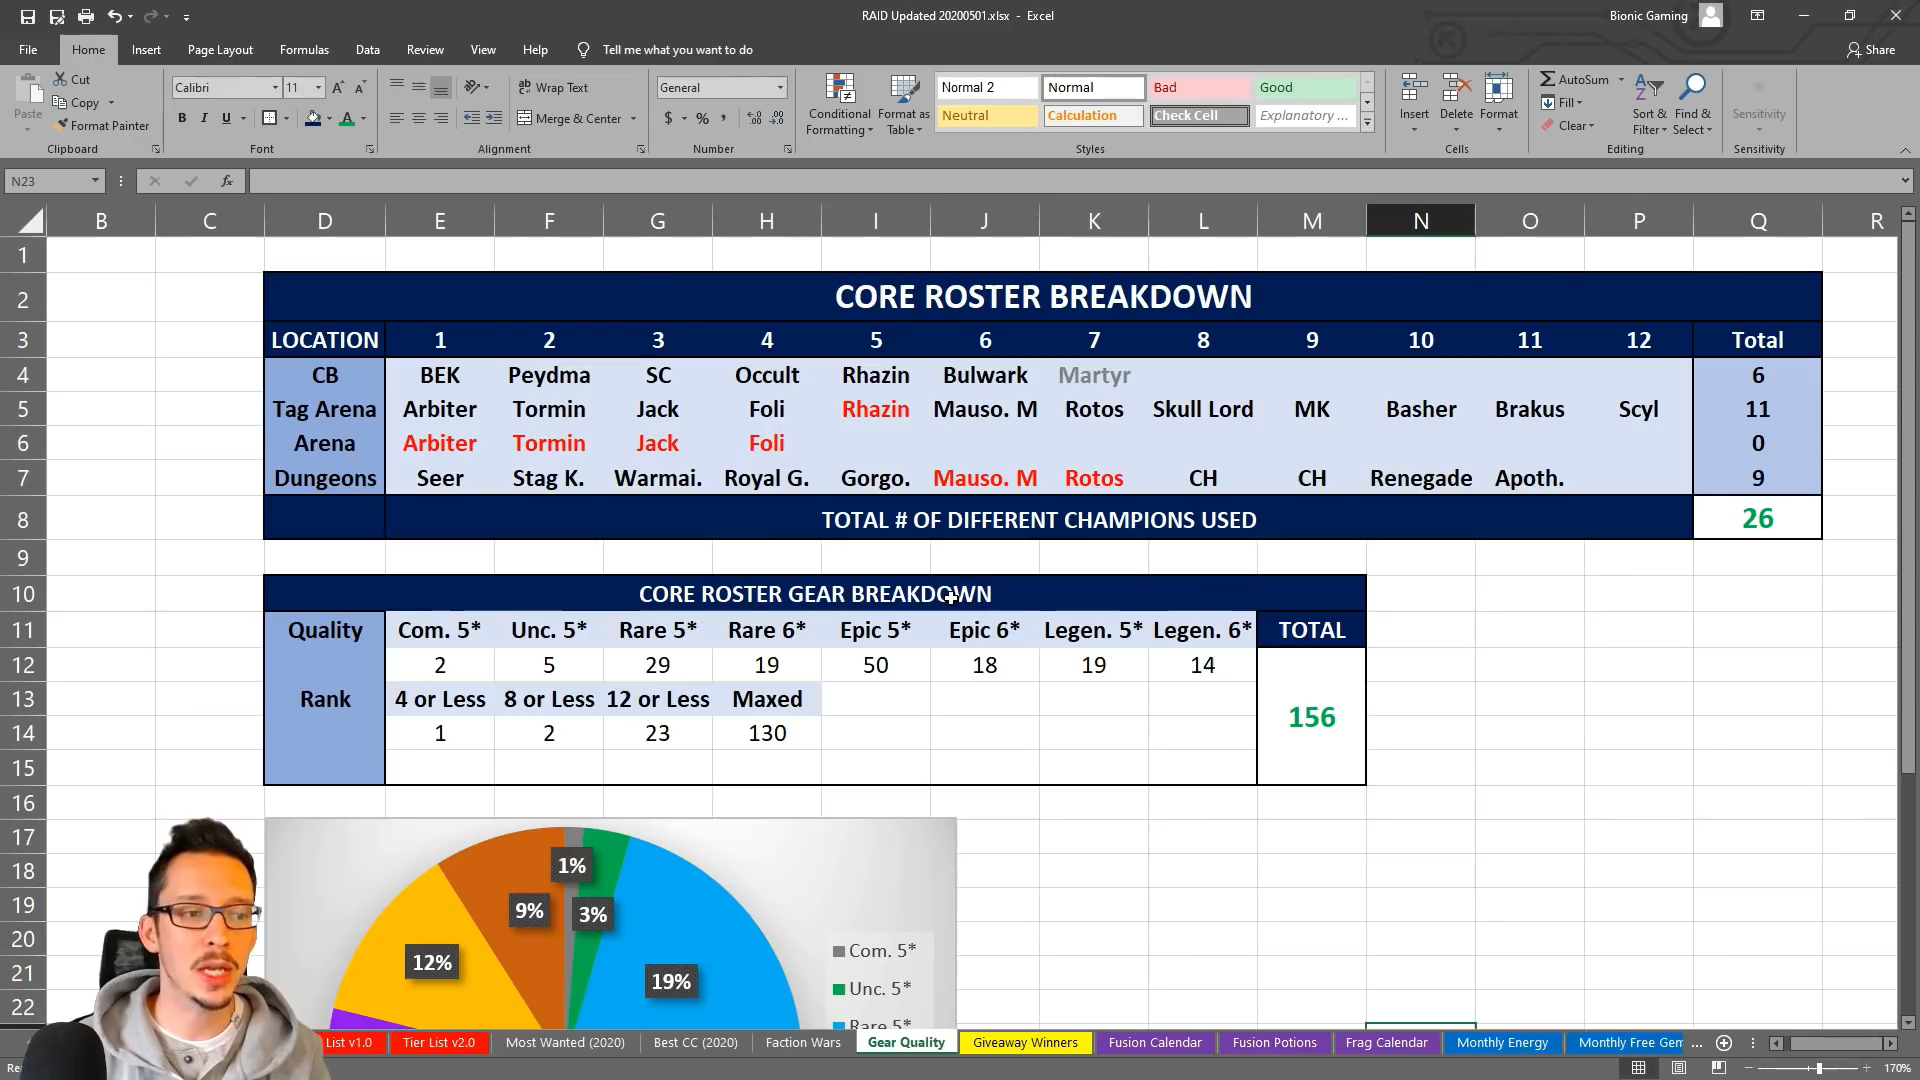 RAID Updated 20200501.xlsx - Excel
Bionic Gaming
File Home Insert Page Layout Formulas Data Review View Help Tell me what you want to do Share
Paste
Cut
Copy
Format Painter
Clipboard
Calibri 11
B I U
Font
Wrap Text
Merge & Center
Alignment
General
$ %
Number
Conditional Formatting
Format as Table
Normal 2 Normal Bad Good
Neutral Calculation Check Cell Explanatory ...
Styles
Insert Delete Format
Cells
AutoSum
Fill
Clear
Sort & Filter
Find & Select
Editing
Sensitivity
Sensitivity
N23 fx
B C D E F G H I J K L M N O P Q R
1
2 CORE ROSTER BREAKDOWN
3 LOCATION 1 2 3 4 5 6 7 8 9 10 11 12 Total
4 CB BEK Peydma SC Occult Rhazin Bulwark Martyr 6
5 Tag Arena Arbiter Tormin Jack Foli Rhazin Mauso. M Rotos Skull Lord MK Basher Brakus Scyl 11
6 Arena Arbiter Tormin Jack Foli 0
7 Dungeons Seer Stag K. Warmai. Royal G. Gorgo. Mauso. M Rotos CH CH Renegade Apoth. 9
8 TOTAL # OF DIFFERENT CHAMPIONS USED 26
9
10 CORE ROSTER GEAR BREAKDOWN
11 Quality Com. 5* Unc. 5* Rare 5* Rare 6* Epic 5* Epic 6* Legen. 5* Legen. 6* TOTAL
12 2 5 29 19 50 18 19 14
13 Rank 4 or Less 8 or Less 12 or Less Maxed
156
14 1 2 23 130
15
16
17
18
19
20
21
22
1%
9%
3%
12%
19%
Com. 5*
Unc. 5*
Rare 5*
List v1.0 Tier List v2.0 Most Wanted (2020) Best CC (2020) Faction Wars Gear Quality Giveaway Winners Fusion Calendar Fusion Potions Frag Calendar Monthly Energy Monthly Free Gem ...
170%